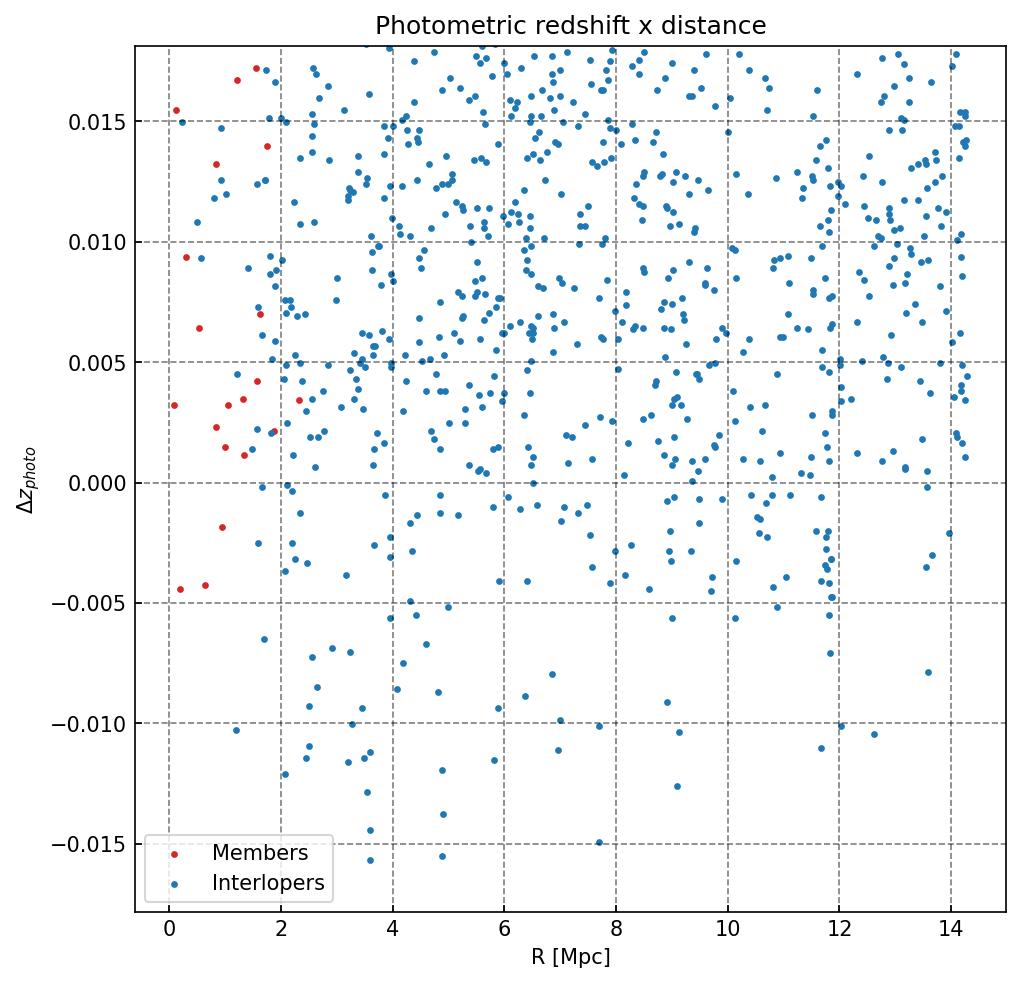 Photometric redshift x distance
0.015
0.010
0.005
0.000
−0.005
−0.010
−0.015
Δz_photo
Members
Interlopers
0 2 4 6 8 10 12 14
R [Mpc]